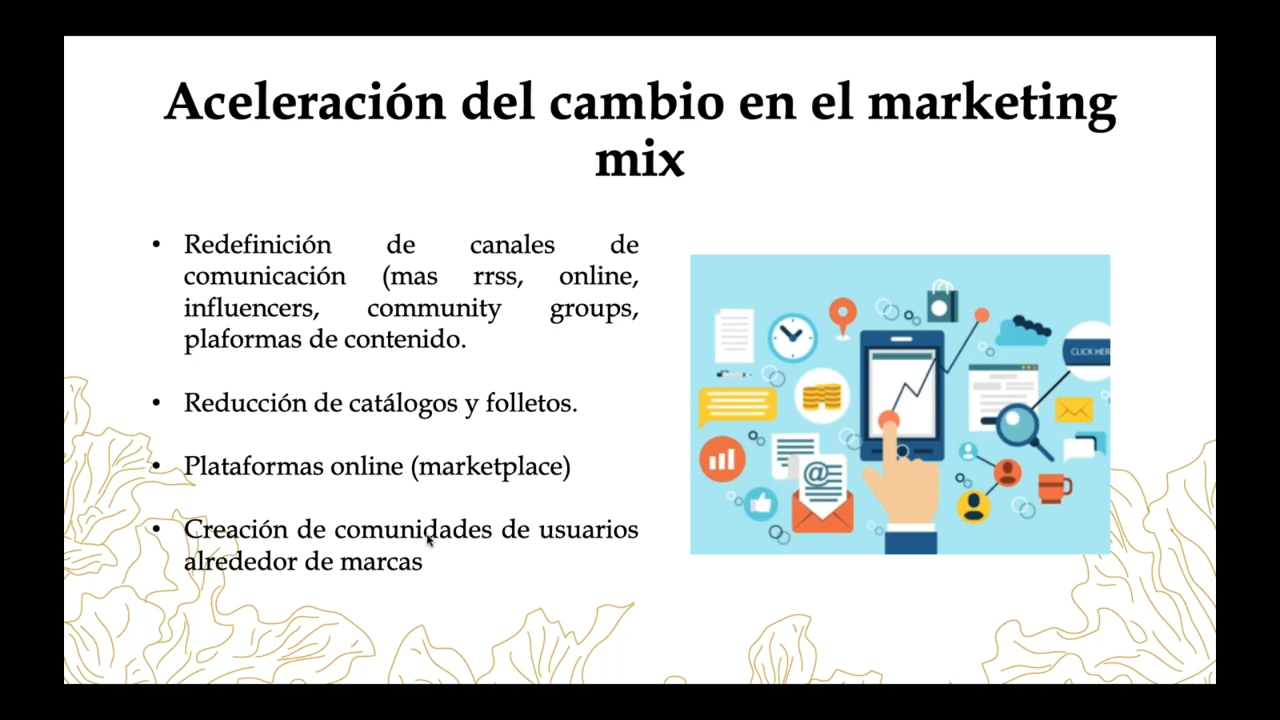 Aceleración del cambio en el marketing
mix
• Redefinición de canales de
comunicación (mas rrss, online,
influencers, community groups,
plaformas de contenido.
• Reducción de catálogos y folletos.
• Plataformas online (marketplace)
• Creación de comunidades de usuarios
alrededor de marcas
CLICK HER
@